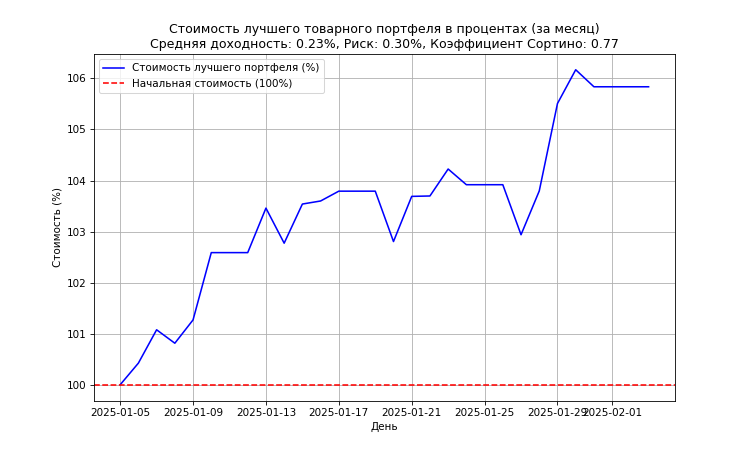 Стоимость лучшего товарного портфеля в процентах (за месяц)
Средняя доходность: 0.23%, Риск: 0.30%, Коэффициент Сортино: 0.77
Стоимость лучшего портфеля (%)
Начальная стоимость (100%)
Стоимость (%)
106
105
104
103
102
101
100
2025-01-05 2025-01-09 2025-01-13 2025-01-17 2025-01-21 2025-01-25 2025-01-29 2025-02-01
День